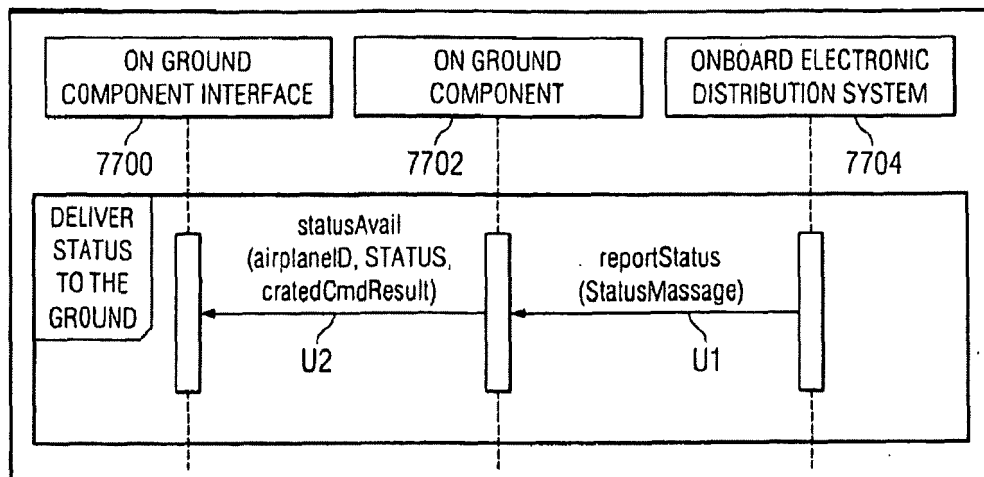 ON GROUND
COMPONENT INTERFACE
ON GROUND
COMPONENT
ONBOARD ELECTRONIC
DISTRIBUTION SYSTEM
7700
7702
7704
DELIVER
STATUS
TO THE
GROUND
statusAvail
(airplaneID, STATUS,
cratedCmdResult)
U2
reportStatus
(StatusMassage)
U1